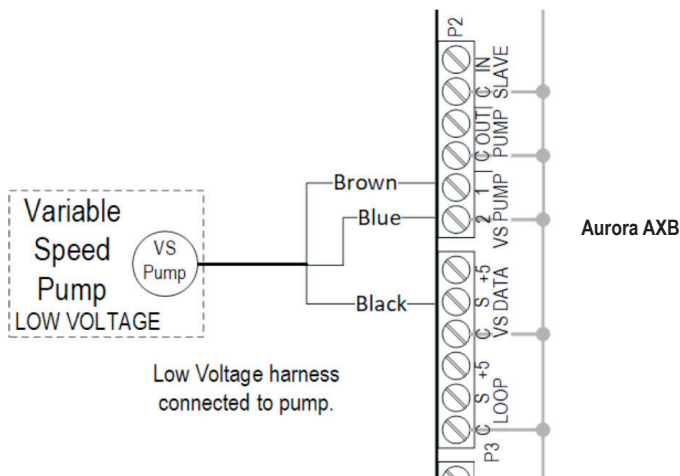 P2
IN
C
SLAVE
OUT
C
PUMP
1
2
VS PUMP
+5
S
C
VS DATA
+5
S
C
LOOP
P3
Brown
Blue
Black
Variable
Speed
Pump
LOW VOLTAGE
VS
Pump
Low Voltage harness
connected to pump.
Aurora AXB